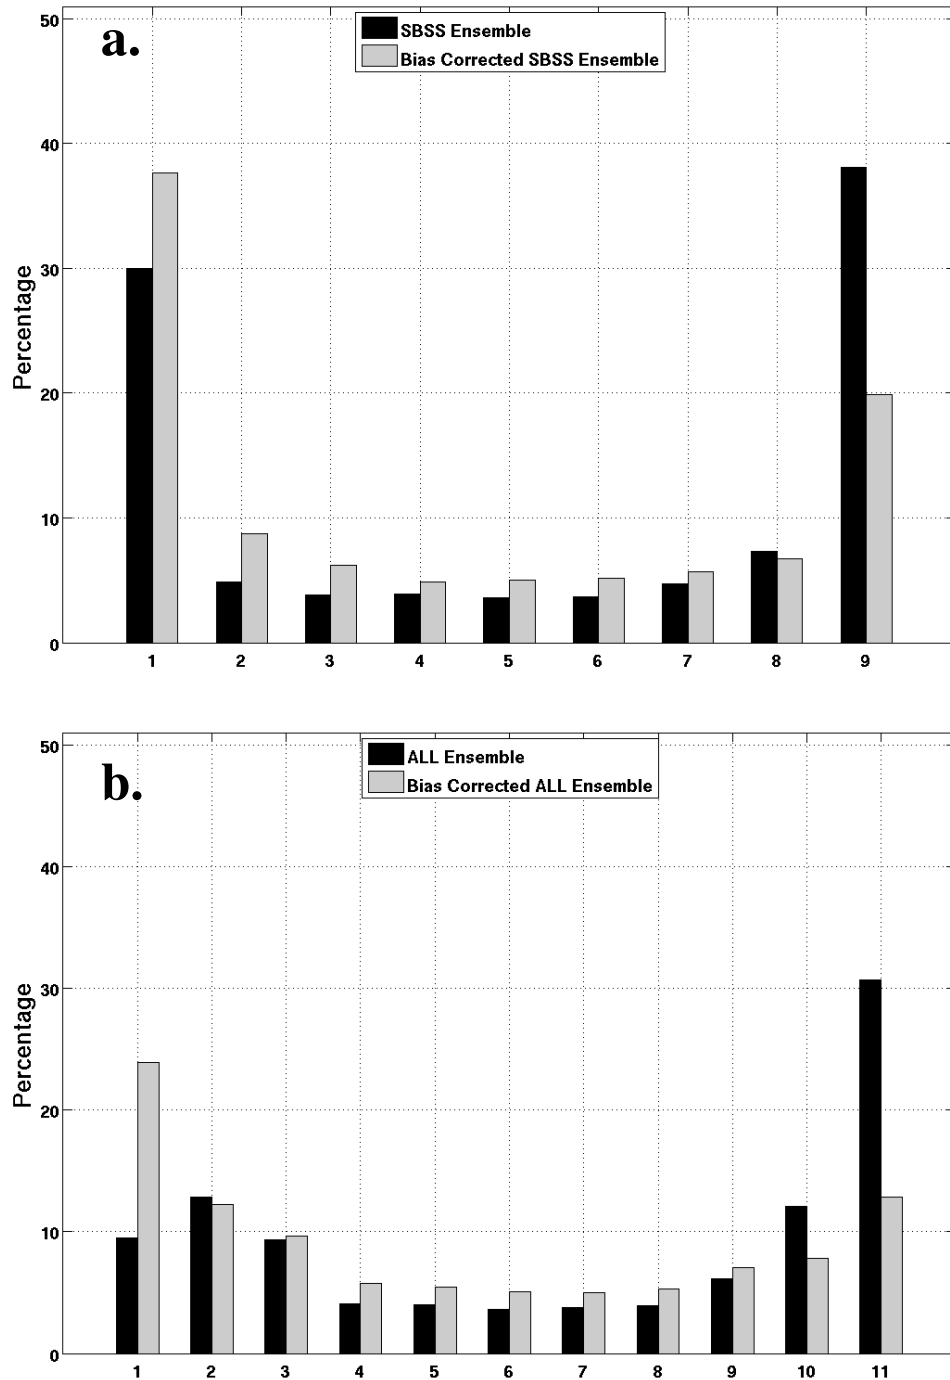 a.
SBSS Ensemble
Bias Corrected SBSS Ensemble
Percentage
50
40
30
20
10
0
1 2 3 4 5 6 7 8 9
b.
ALL Ensemble
Bias Corrected ALL Ensemble
Percentage
50
40
30
20
10
0
1 2 3 4 5 6 7 8 9 10 11